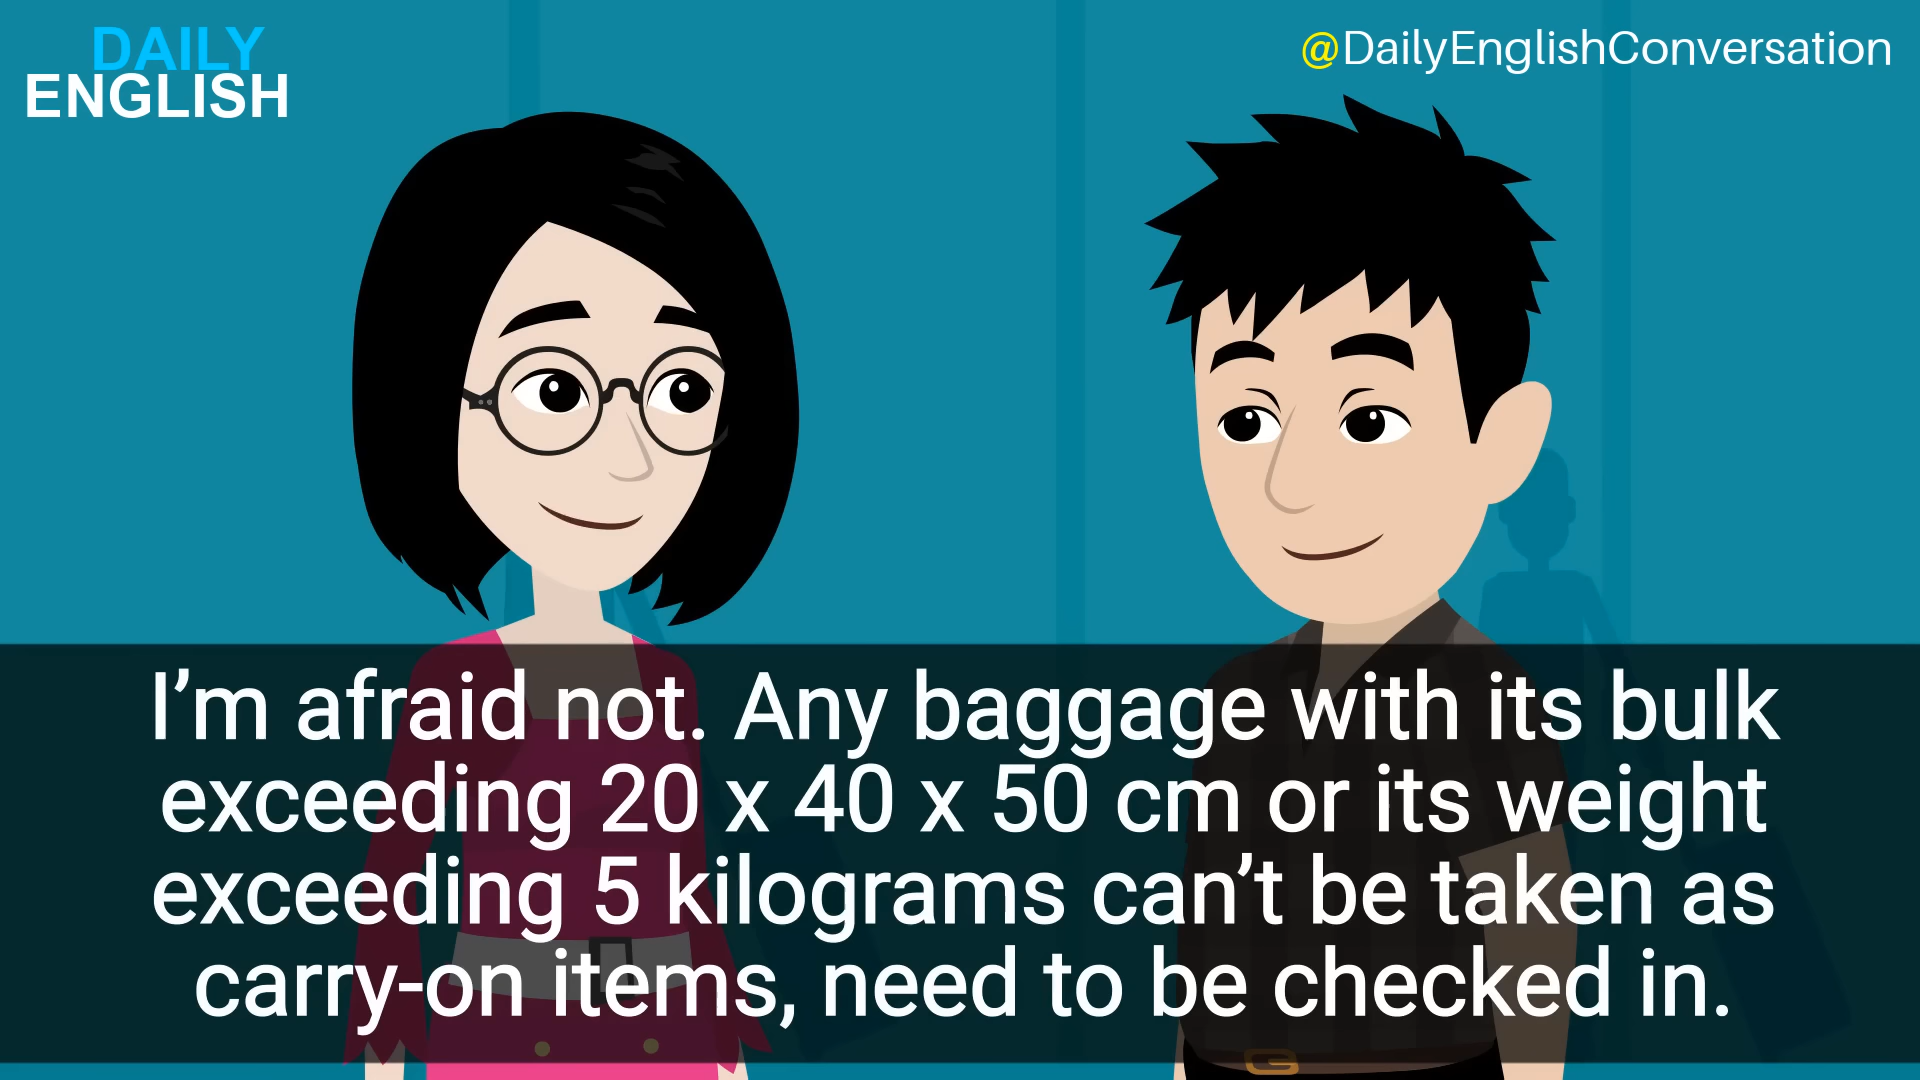 DAILY
ENGLISH
@DailyEnglishConversation
I’m afraid not. Any baggage with its bulk
exceeding 20 x 40 x 50 cm or its weight
exceeding 5 kilograms can’t be taken as
carry-on items, need to be checked in.